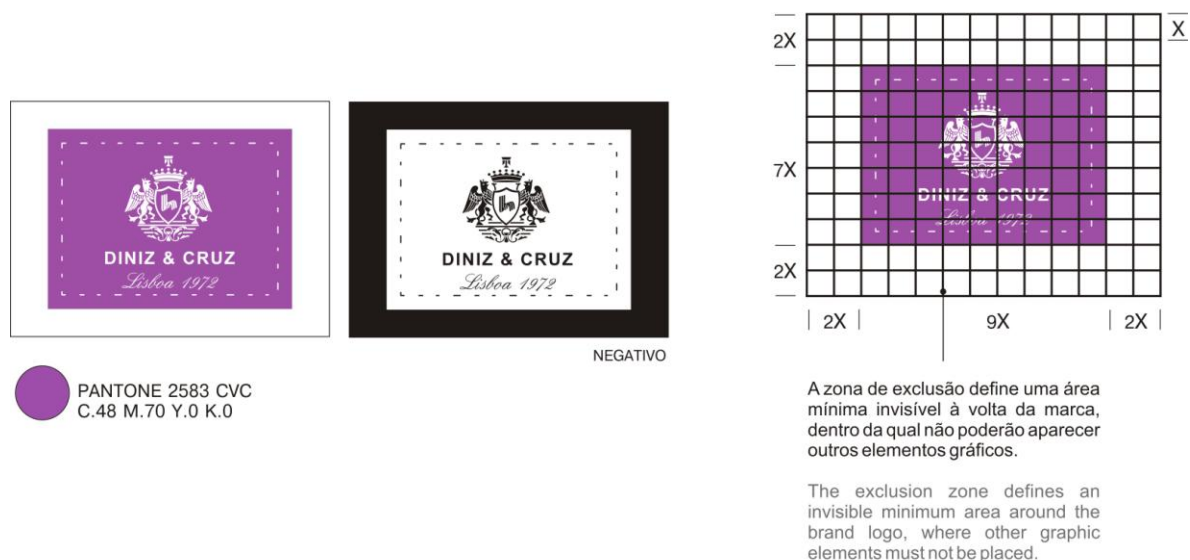 DINIZ & CRUZ
Lisboa 1972
DINIZ & CRUZ
Lisboa 1972
NEGATIVO
PANTONE 2583 CVC
C.48 M.70 Y.0 K.0
X
2X
7X
2X
DINIZ & CRUZ
Lisboa 1972
2X
9X
2X
A zona de exclusão define uma área
mínima invisível à volta da marca,
dentro da qual não poderão aparecer
outros elementos gráficos.
The exclusion zone defines an
invisible minimum area around the
brand logo, where other graphic
elements must not be placed.